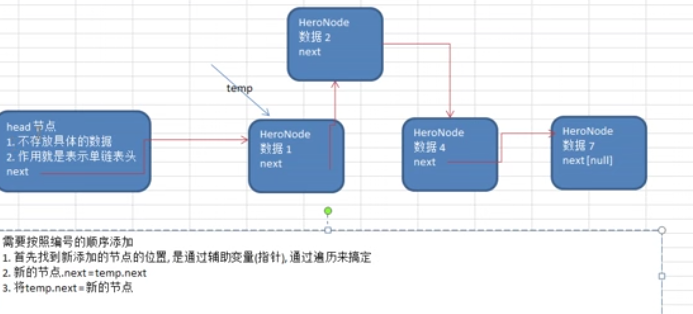 HeroNode
数据 2
next
temp
head 节点
1. 不存放具体的数据
2. 作用就是表示单链表头
next
HeroNode
数据 1
next
HeroNode
数据 4
next
HeroNode
数据 7
next [null]
需要按照编号的顺序添加
1. 首先找到新添加的节点的位置, 是通过辅助变量(指针), 通过遍历来搞定
2. 新的节点.next=temp.next
3. 将temp.next=新的节点